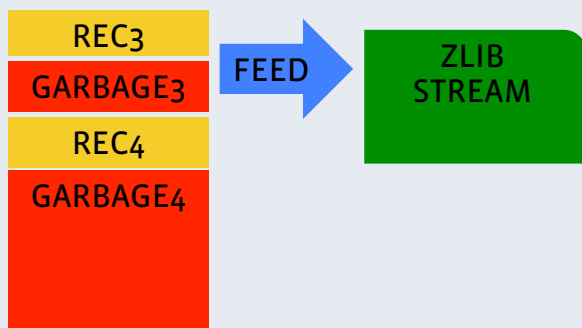 REC3
GARBAGE3
REC4
GARBAGE4
FEED
ZLIB
STREAM